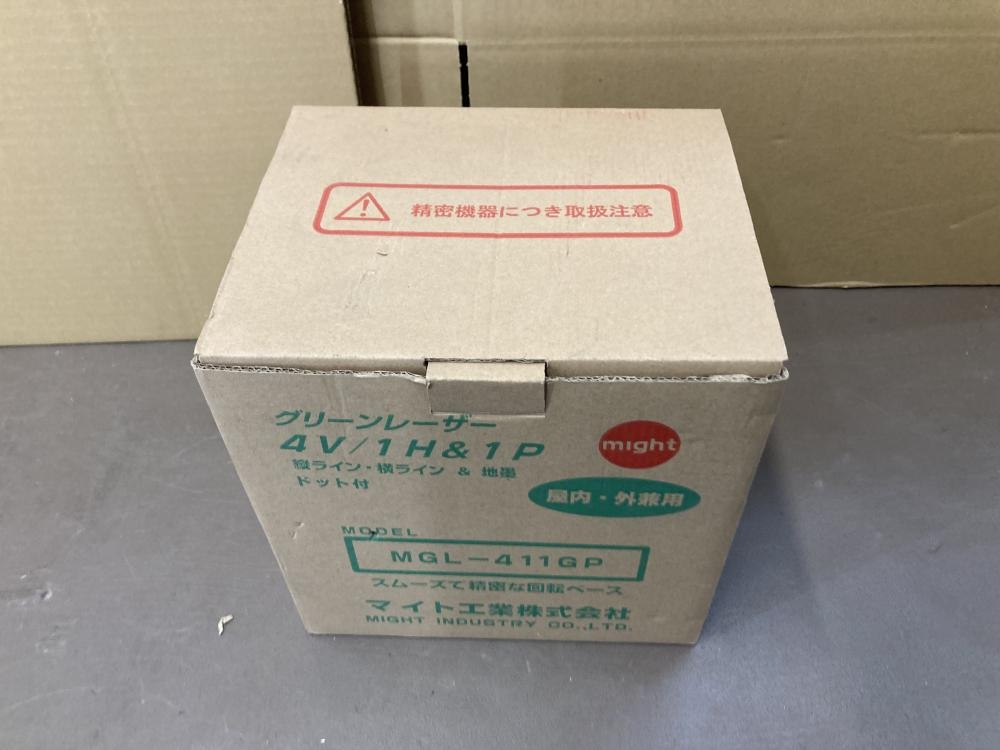 精密機器につき取扱注意
グリーンレーザー
4V/1H&1P
縦ライン・横ライン & 地墨
ドット付
might
屋内・外兼用
MODEL
MGL-411GP
スムーズで精密な回転ベース
マイト工業株式会社
MIGHT INDUSTRY CO.,LTD.